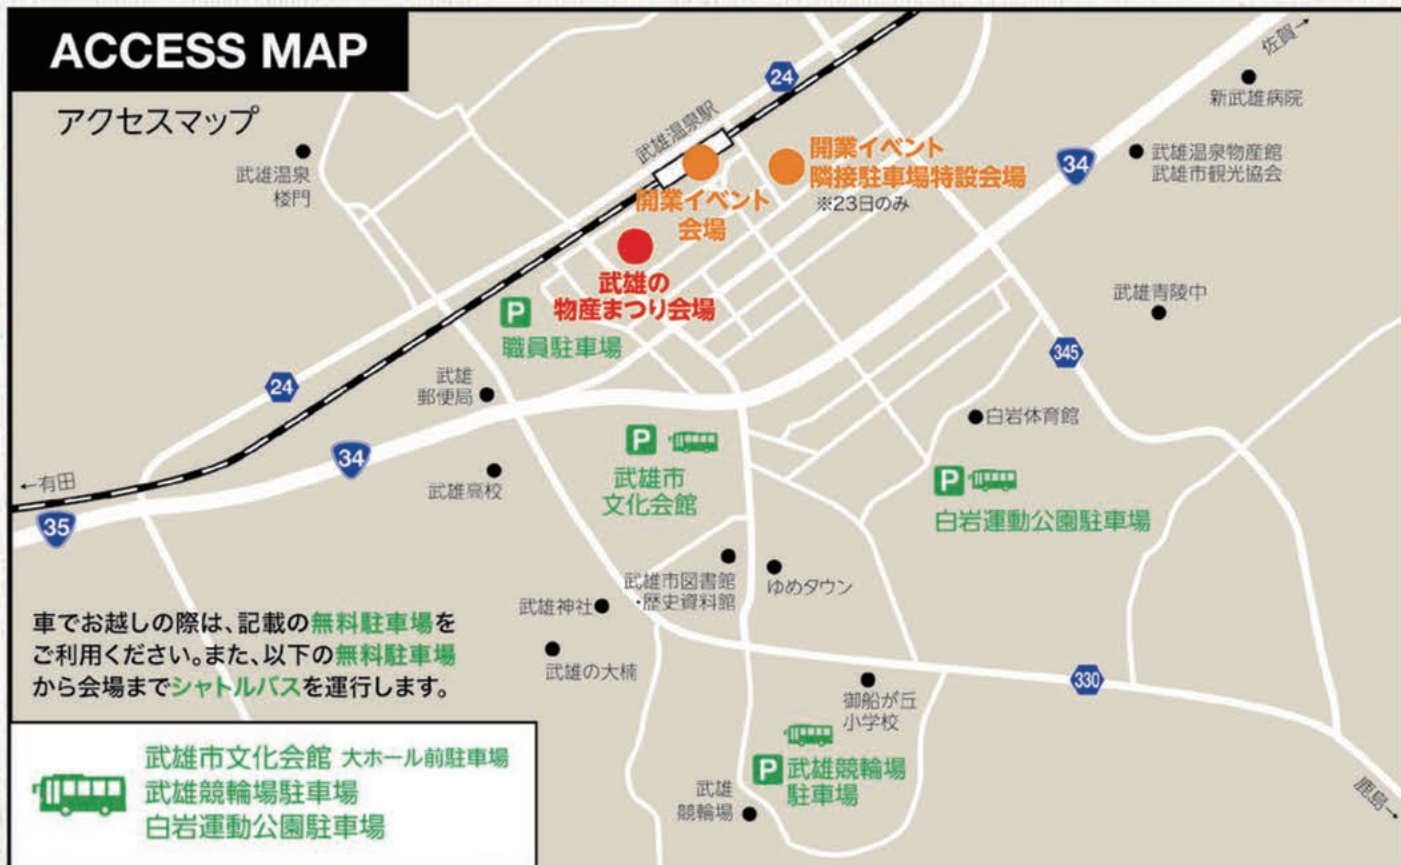 ACCESS MAP
アクセスマップ
武雄温泉
楼門
武雄温泉駅
24
佐賀→
新武雄病院
34
武雄温泉物産館
武雄市観光協会
開業イベント
隣接駐車場特設会場
※23日のみ
開業イベント
会場
武雄の
物産まつり会場
P
職員駐車場
武雄青陵中
345
24
武雄
郵便局
白岩体育館
34
P
武雄市
文化会館
武雄高校
←有田
35
P
白岩運動公園駐車場
武雄市図書館
・歴史資料館
ゆめタウン
武雄神社
武雄の大楠
330
御船が丘
小学校
P 武雄競輪場
駐車場
武雄
競輪場
鹿島→
車でお越しの際は、記載の無料駐車場を
ご利用ください。また、以下の無料駐車場
から会場までシャトルバスを運行します。
武雄市文化会館 大ホール前駐車場
武雄競輪場駐車場
白岩運動公園駐車場